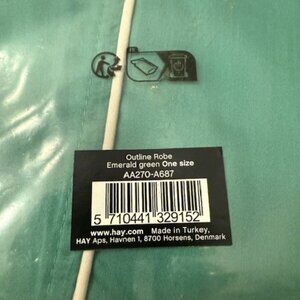 Outline Robe
Emerald green One size
AA270-A687
5 710441 329152
www.hay.com Made in Turkey,
HAY Aps, Havnen 1, 8700 Horsens, Denmark